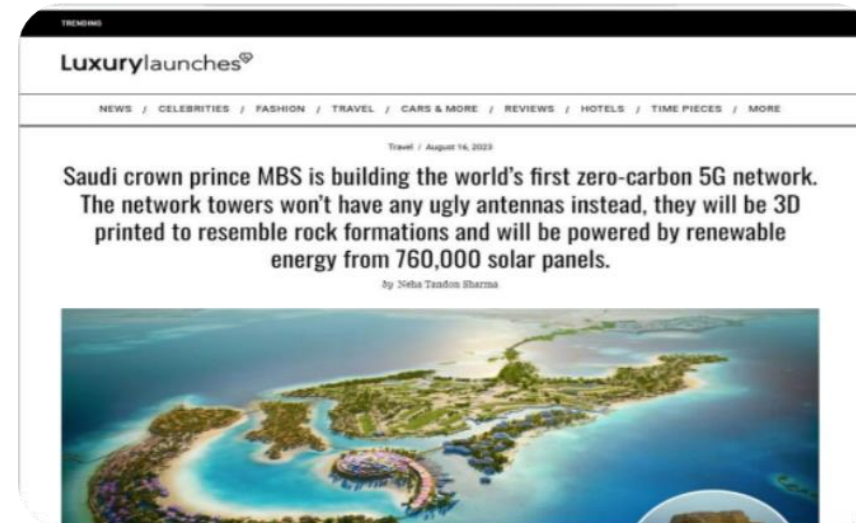 TRENDING
Luxurylaunches
NEWS / CELEBRITIES / FASHION / TRAVEL / CARS & MORE / REVIEWS / HOTELS / TIME PIECES / MORE
Travel / August 16, 2023
Saudi crown prince MBS is building the world's first zero-carbon 5G network.
The network towers won't have any ugly antennas instead, they will be 3D
printed to resemble rock formations and will be powered by renewable
energy from 760,000 solar panels.
by Neha Tandon Sharma